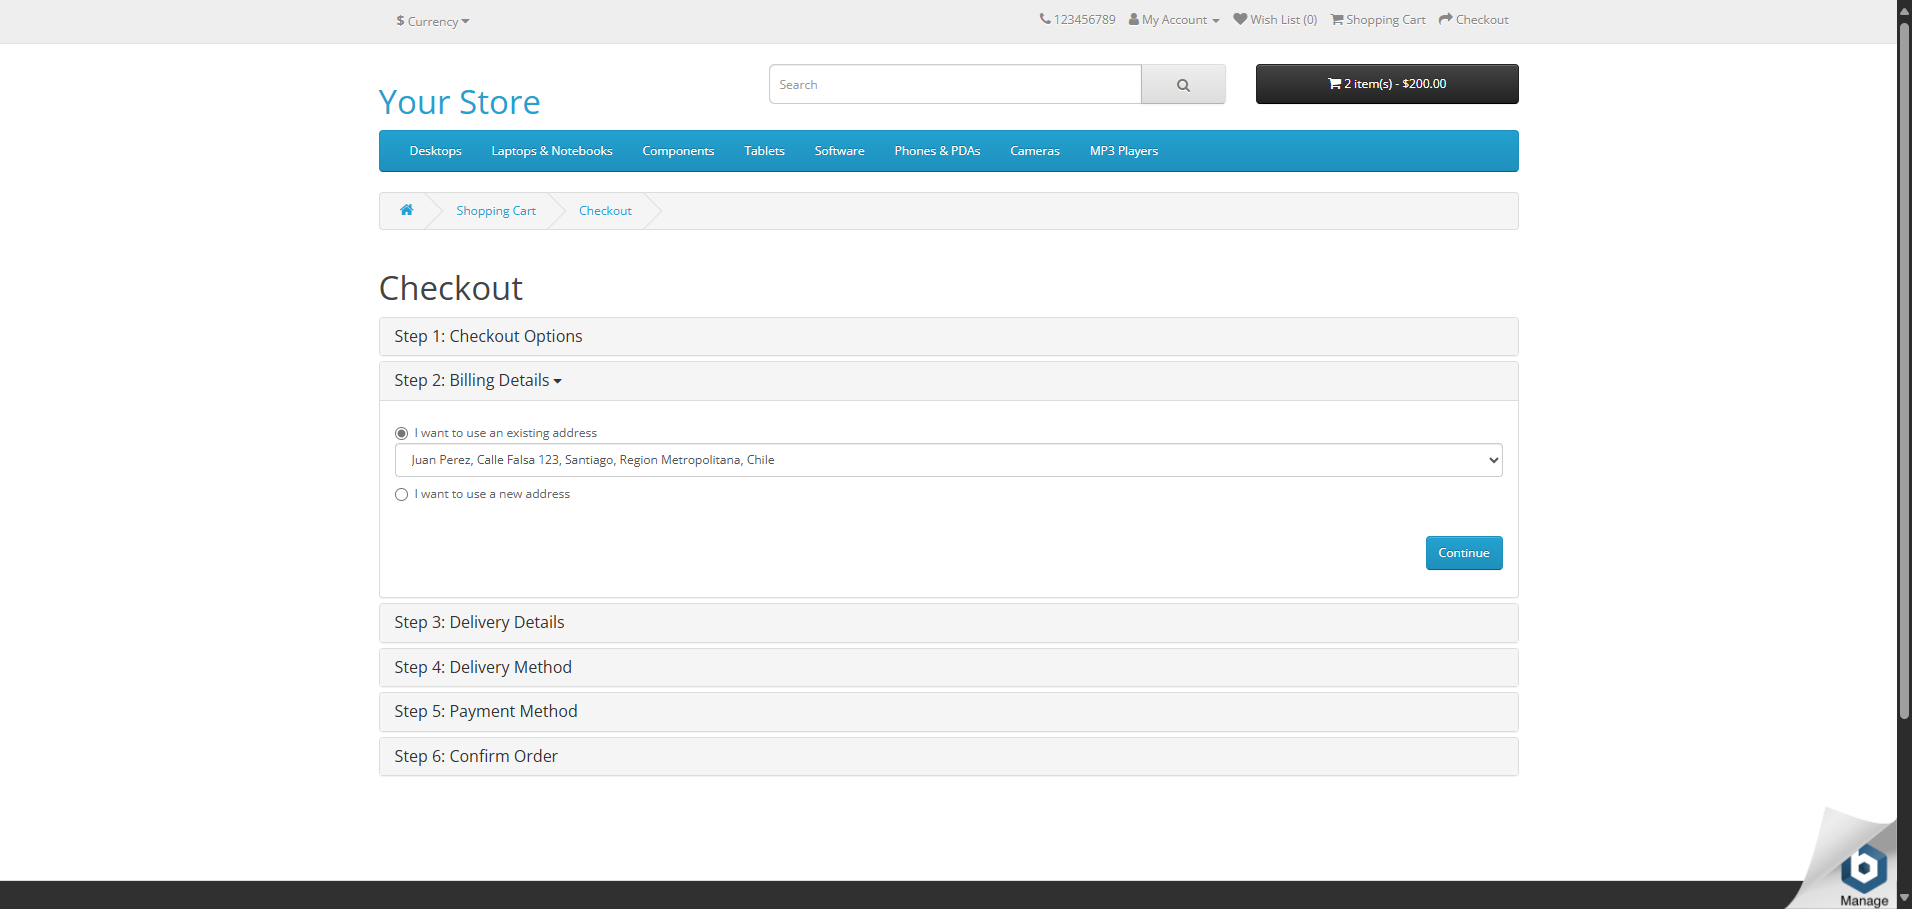 $ Currency
123456789 My Account Wish List (0) Shopping Cart Checkout
Your Store
Search
2 item(s) - $200.00
Desktops Laptops & Notebooks Components Tablets Software Phones & PDAs Cameras MP3 Players
Shopping Cart Checkout
Checkout
Step 1: Checkout Options
Step 2: Billing Details
I want to use an existing address
Juan Perez, Calle Falsa 123, Santiago, Region Metropolitana, Chile
I want to use a new address
Continue
Step 3: Delivery Details
Step 4: Delivery Method
Step 5: Payment Method
Step 6: Confirm Order
Manage